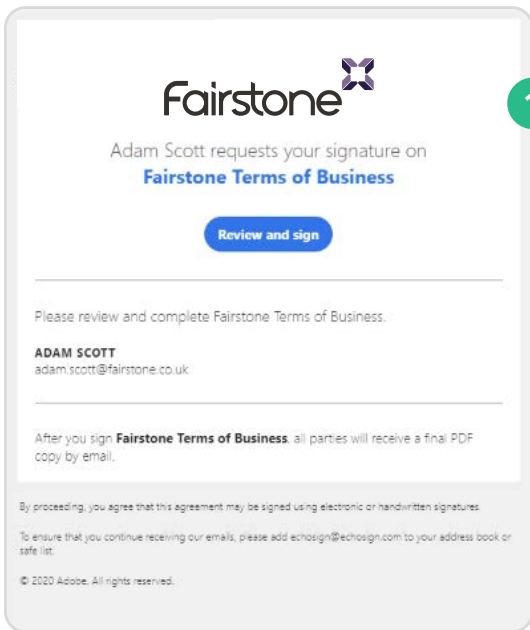 Fairstone
Adam Scott requests your signature on
Fairstone Terms of Business
Review and sign
Please review and complete Fairstone Terms of Business.
ADAM SCOTT
adam.scott@fairstone.co.uk
After you sign Fairstone Terms of Business, all parties will receive a final PDF
copy by email.
By proceeding, you agree that this agreement may be signed using electronic or handwritten signatures.
To ensure that you continue receiving our emails, please add echosign@echosign.com to your address book or
safe list.
© 2020 Adobe. All rights reserved.